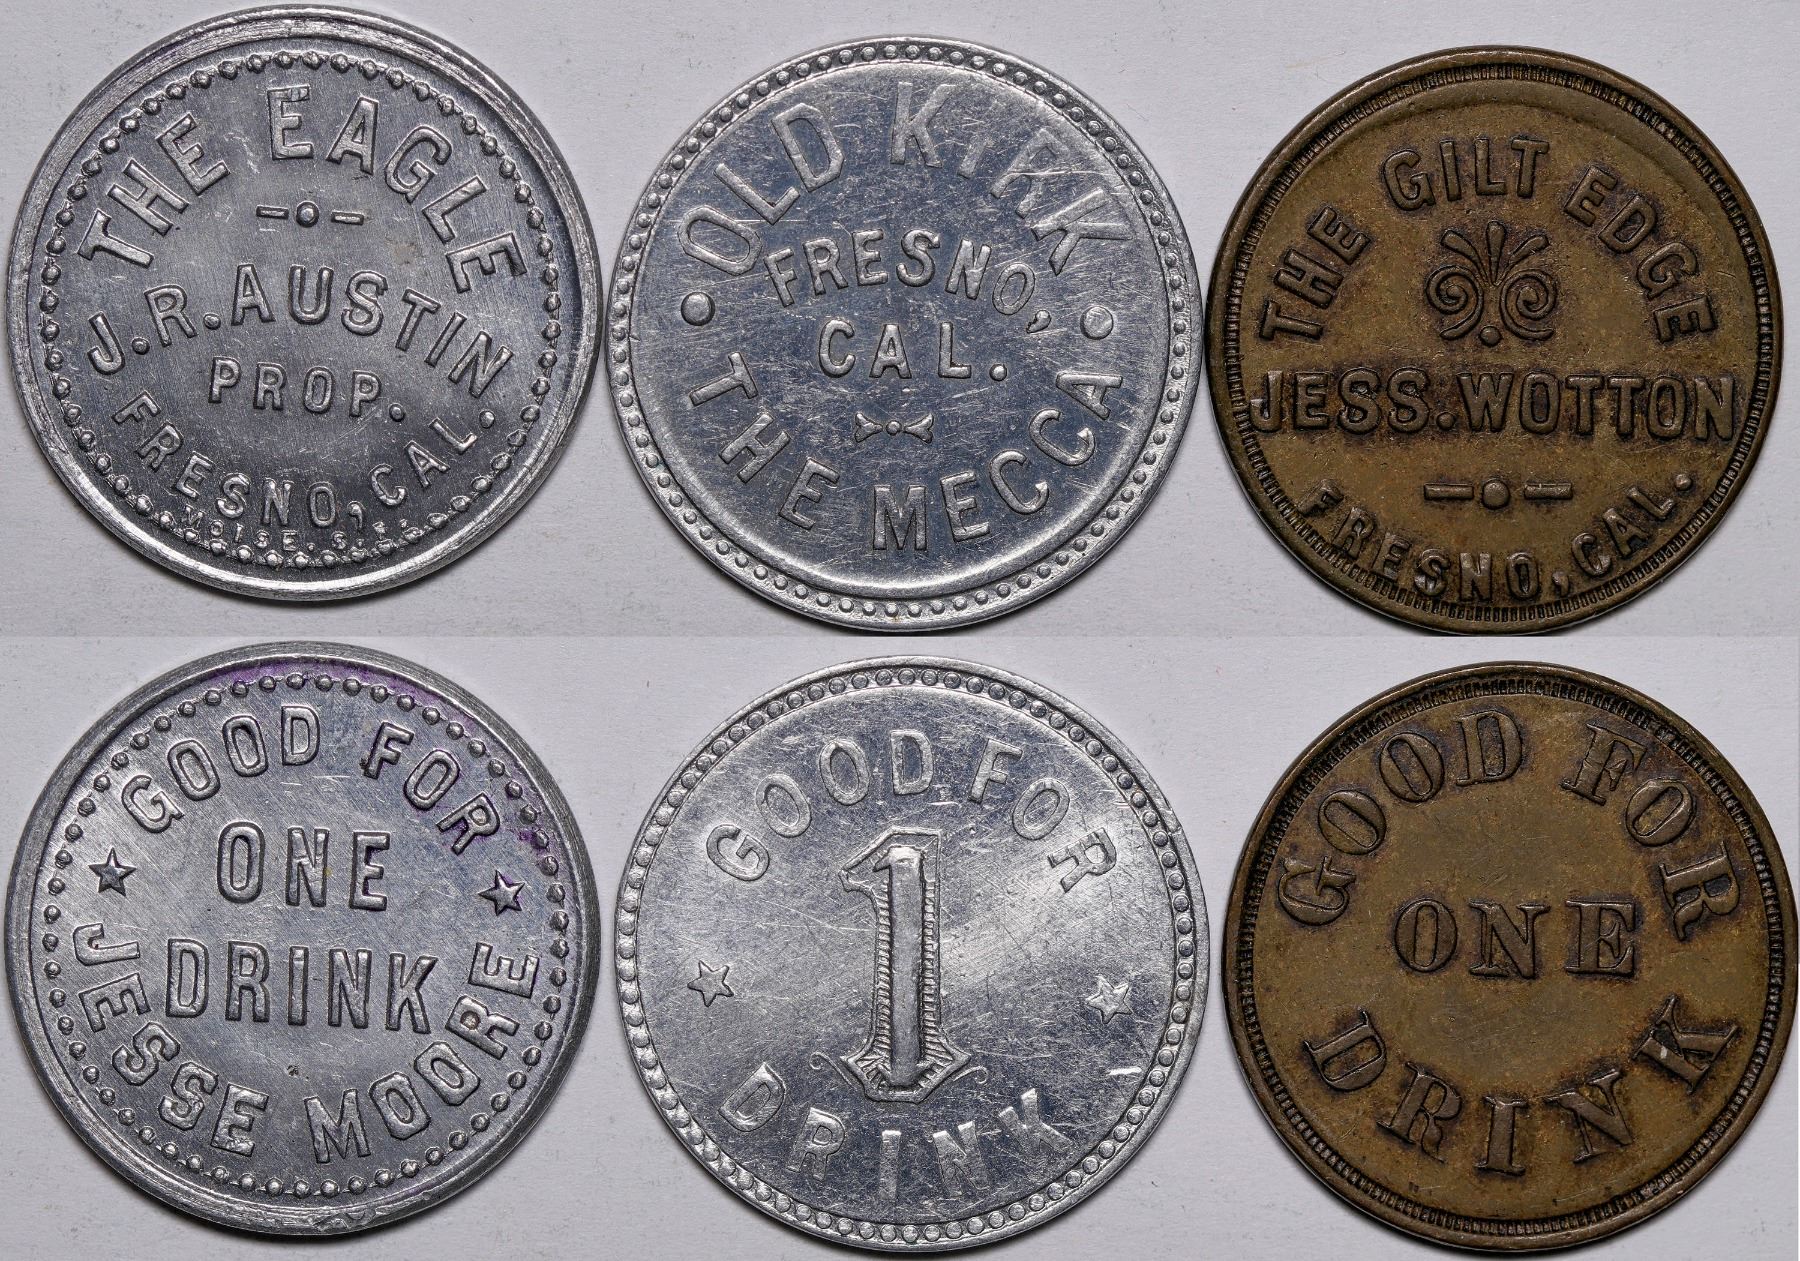 THE EAGLE
J.R. AUSTIN
PROP.
FRESNO, CAL.
MOISE. S.F.
OLD KIRK
FRESNO,
CAL.
THE MECCA
THE GILT EDGE
JESS. WOTTON
FRESNO, CAL.
GOOD FOR
ONE
DRINK
JESSE MOORE
GOOD FOR
1
DRINK
GOOD FOR
ONE
DRINK